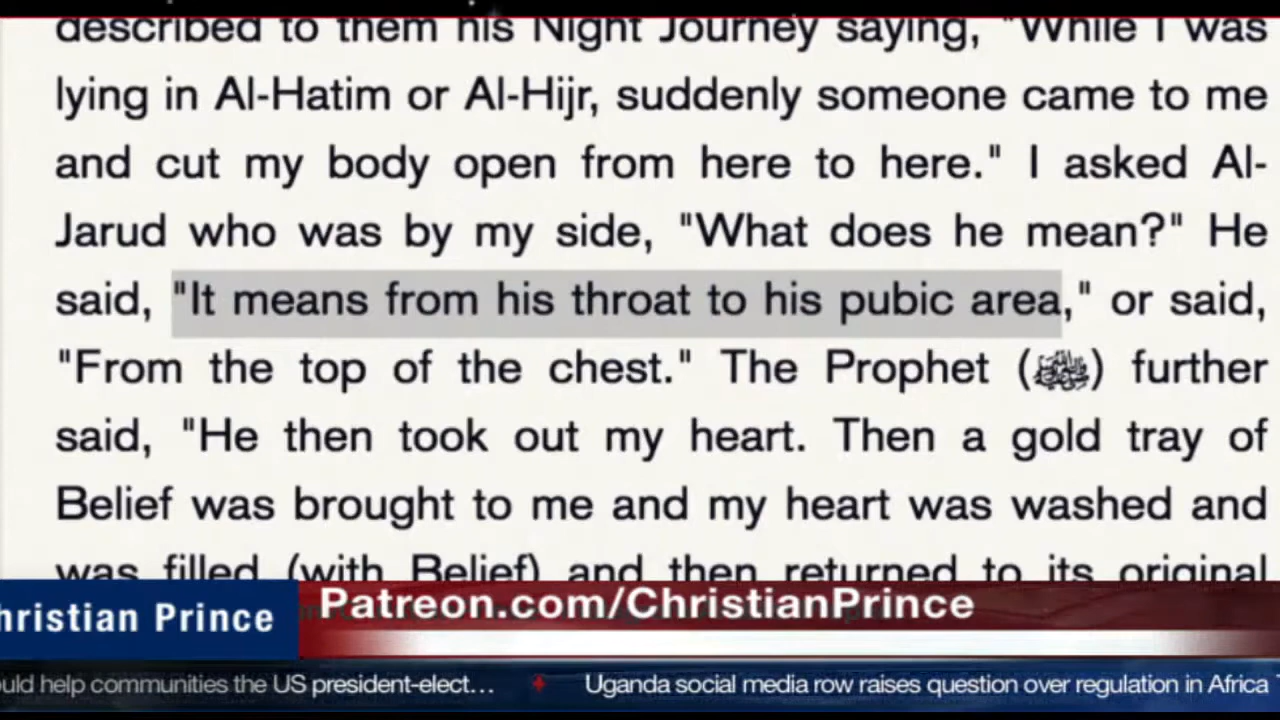 described to them his Night Journey saying, "While I was
lying in Al-Hatim or Al-Hijr, suddenly someone came to me
and cut my body open from here to here." I asked Al-
Jarud who was by my side, "What does he mean?" He
said, "It means from his throat to his pubic area," or said,
"From the top of the chest." The Prophet (ﷺ) further
said, "He then took out my heart. Then a gold tray of
Belief was brought to me and my heart was washed and
was filled (with Belief) and then returned to its original
hristian Prince
Patreon.com/ChristianPrince
uld help communities the US president-elect…
Uganda social media row raises question over regulation in Africa